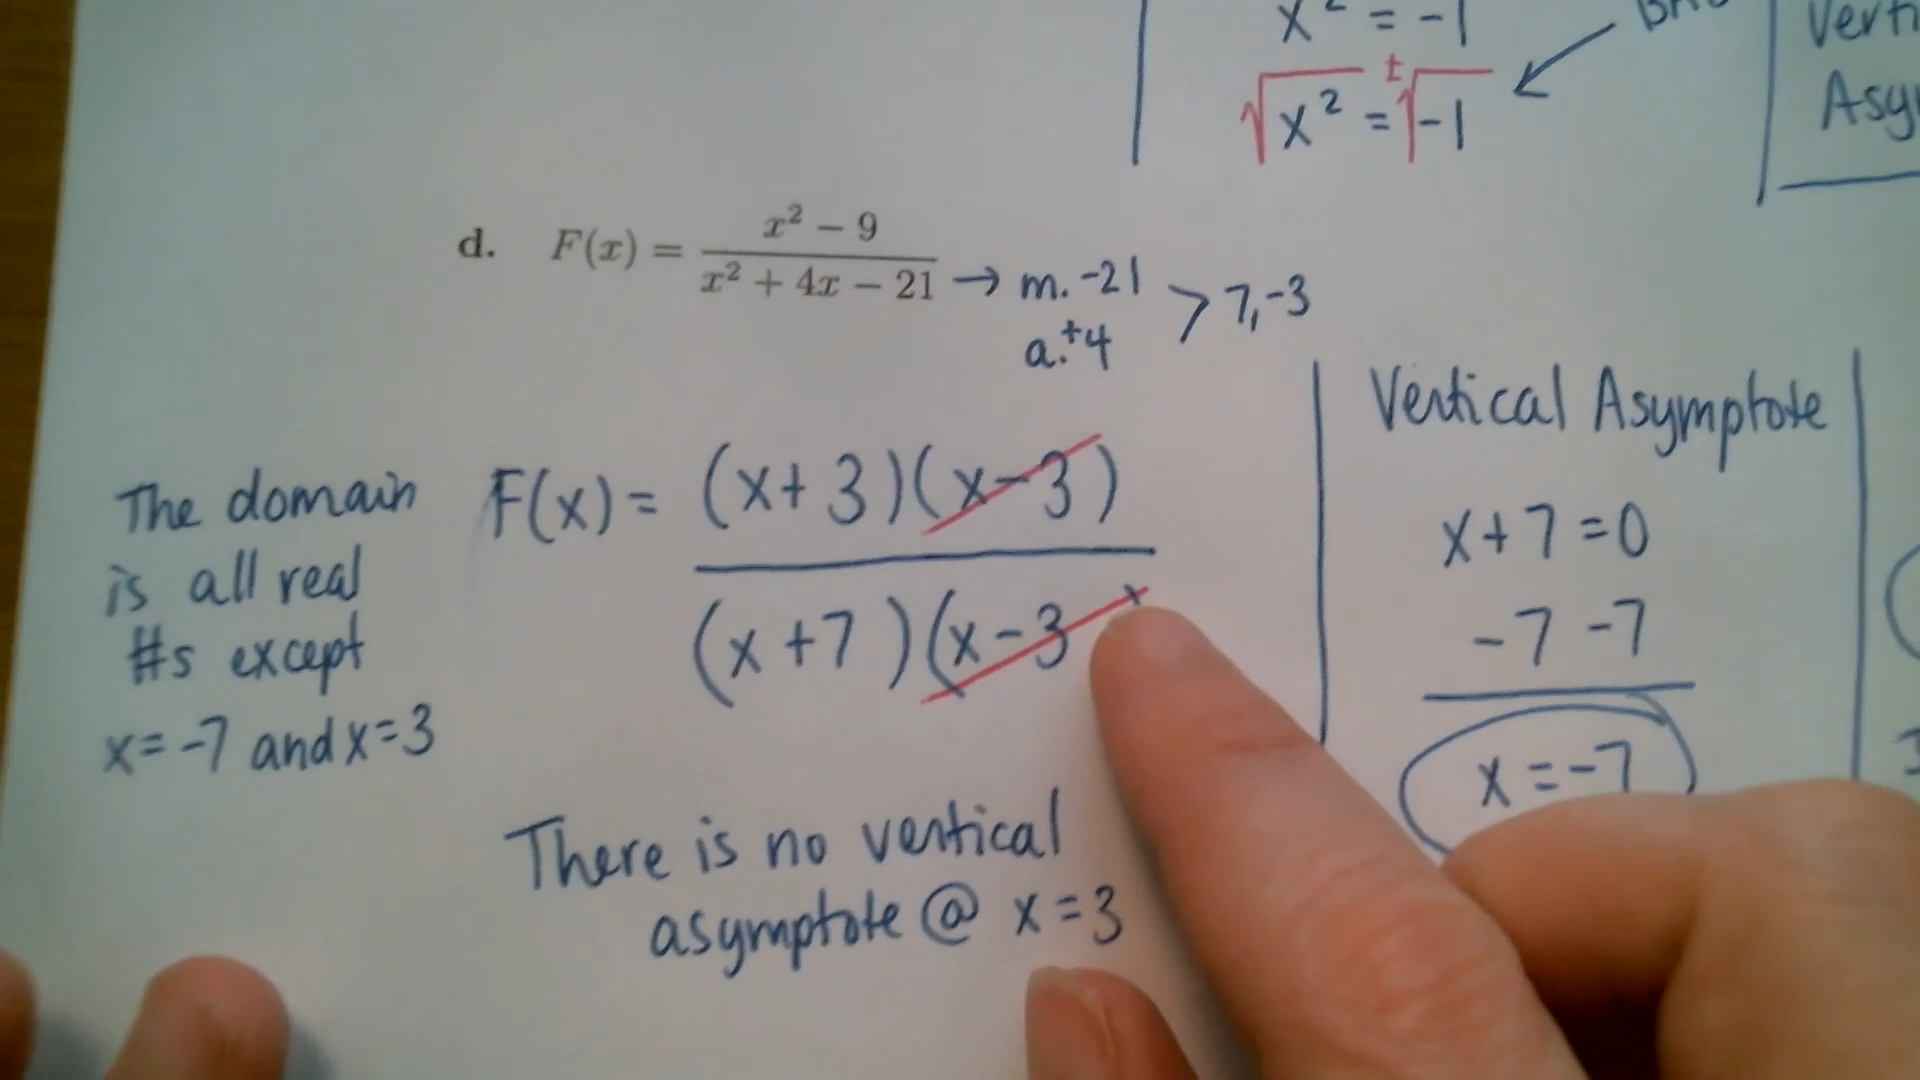 x² = -1
√x² = ±√-1
Verti
Asy
d. F(x) = (x² − 9)/(x² + 4x − 21) → m. -21 > 7, -3
a. +4
Vertical Asymptote
F(x) = (x+3)(x-3)
(x+7)(x-3
The domain
is all real
#s except
x = -7 and x=3
x+7=0
-7 -7
x = -7
There is no vertical
asymptote @ x=3